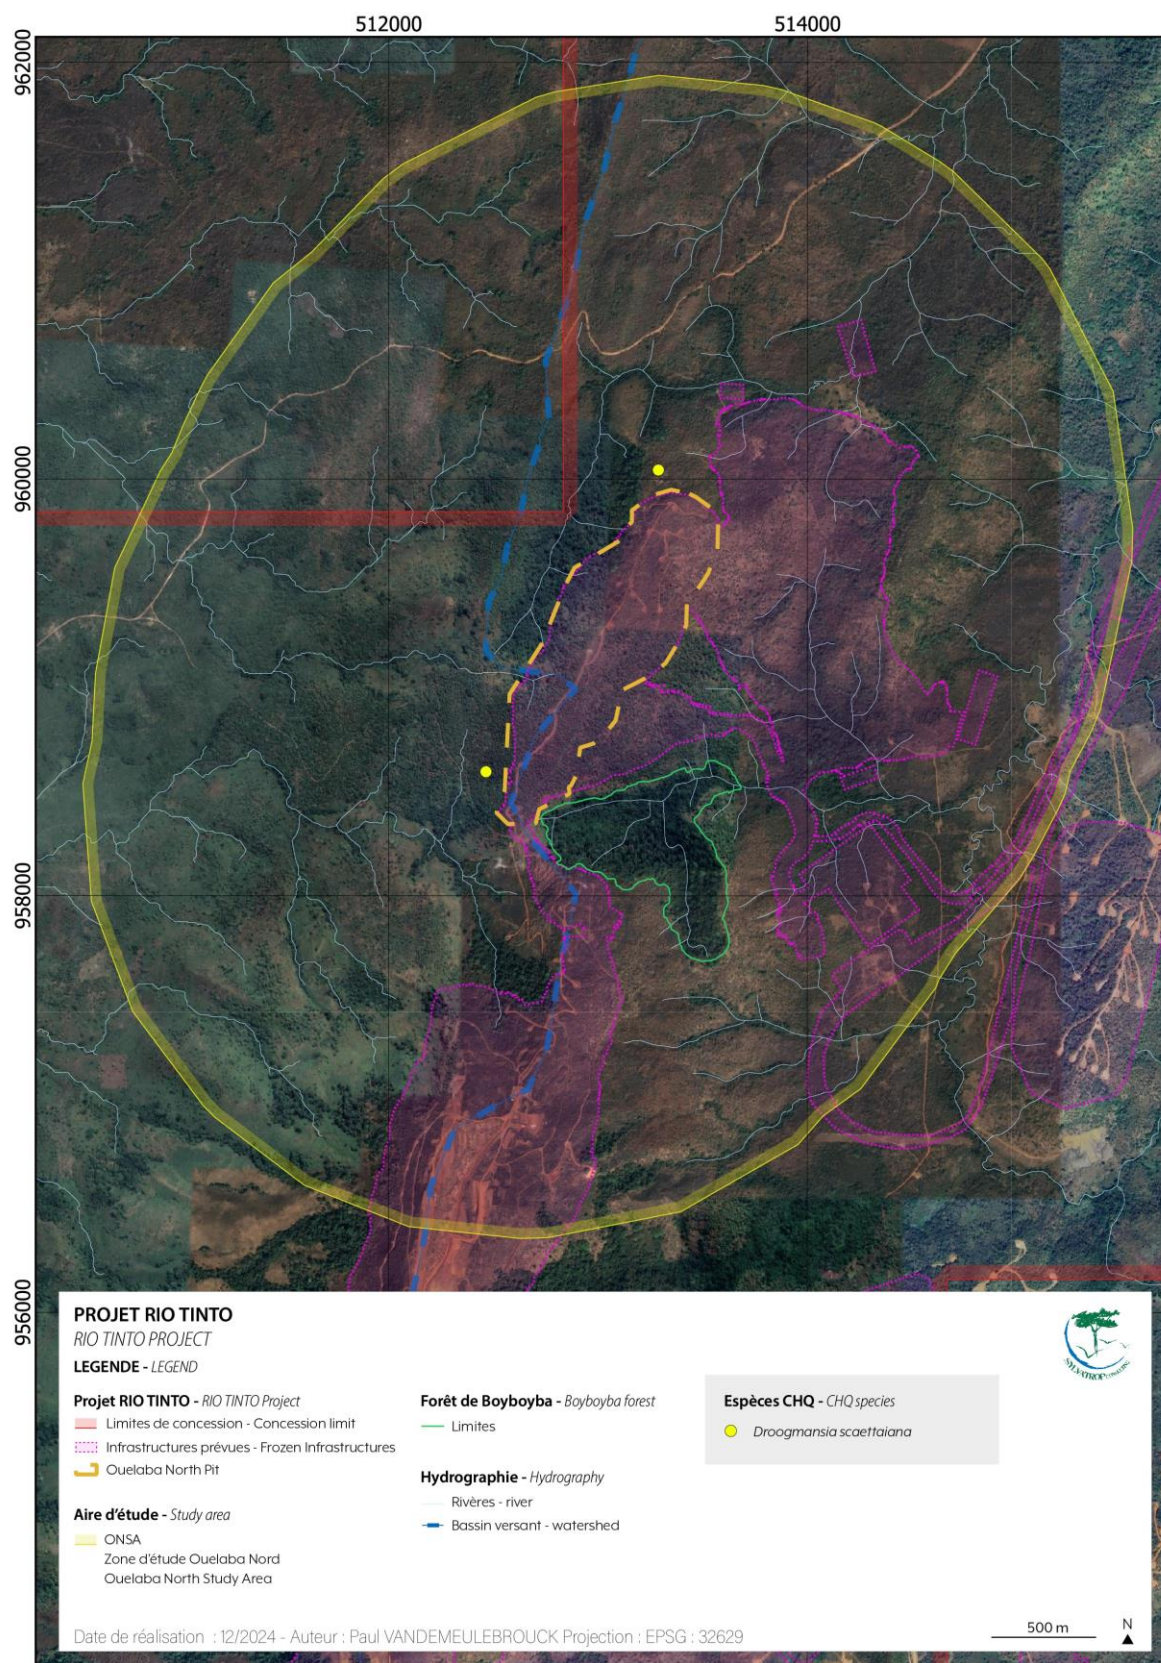 512000
514000
962000
960000
958000
956000
PROJET RIO TINTO
RIO TINTO PROJECT
LEGENDE - LEGEND
Projet RIO TINTO - RIO TINTO Project
Limites de concession - Concession limit
Infrastructures prévues - Frozen Infrastructures
Ouelaba North Pit
Aire d'étude - Study area
ONSA
Zone d'étude Ouelaba Nord
Ouelaba North Study Area
Forêt de Boyboyba - Boyboyba forest
Limites
Hydrographie - Hydrography
Rivères - river
Bassin versant - watershed
Espèces CHQ - CHQ species
Droogmansia scaettaiana
SYLVATROP CONSULTING
Date de réalisation : 12/2024 - Auteur : Paul VANDEMEULEBROUCK Projection : EPSG : 32629
500 m
N